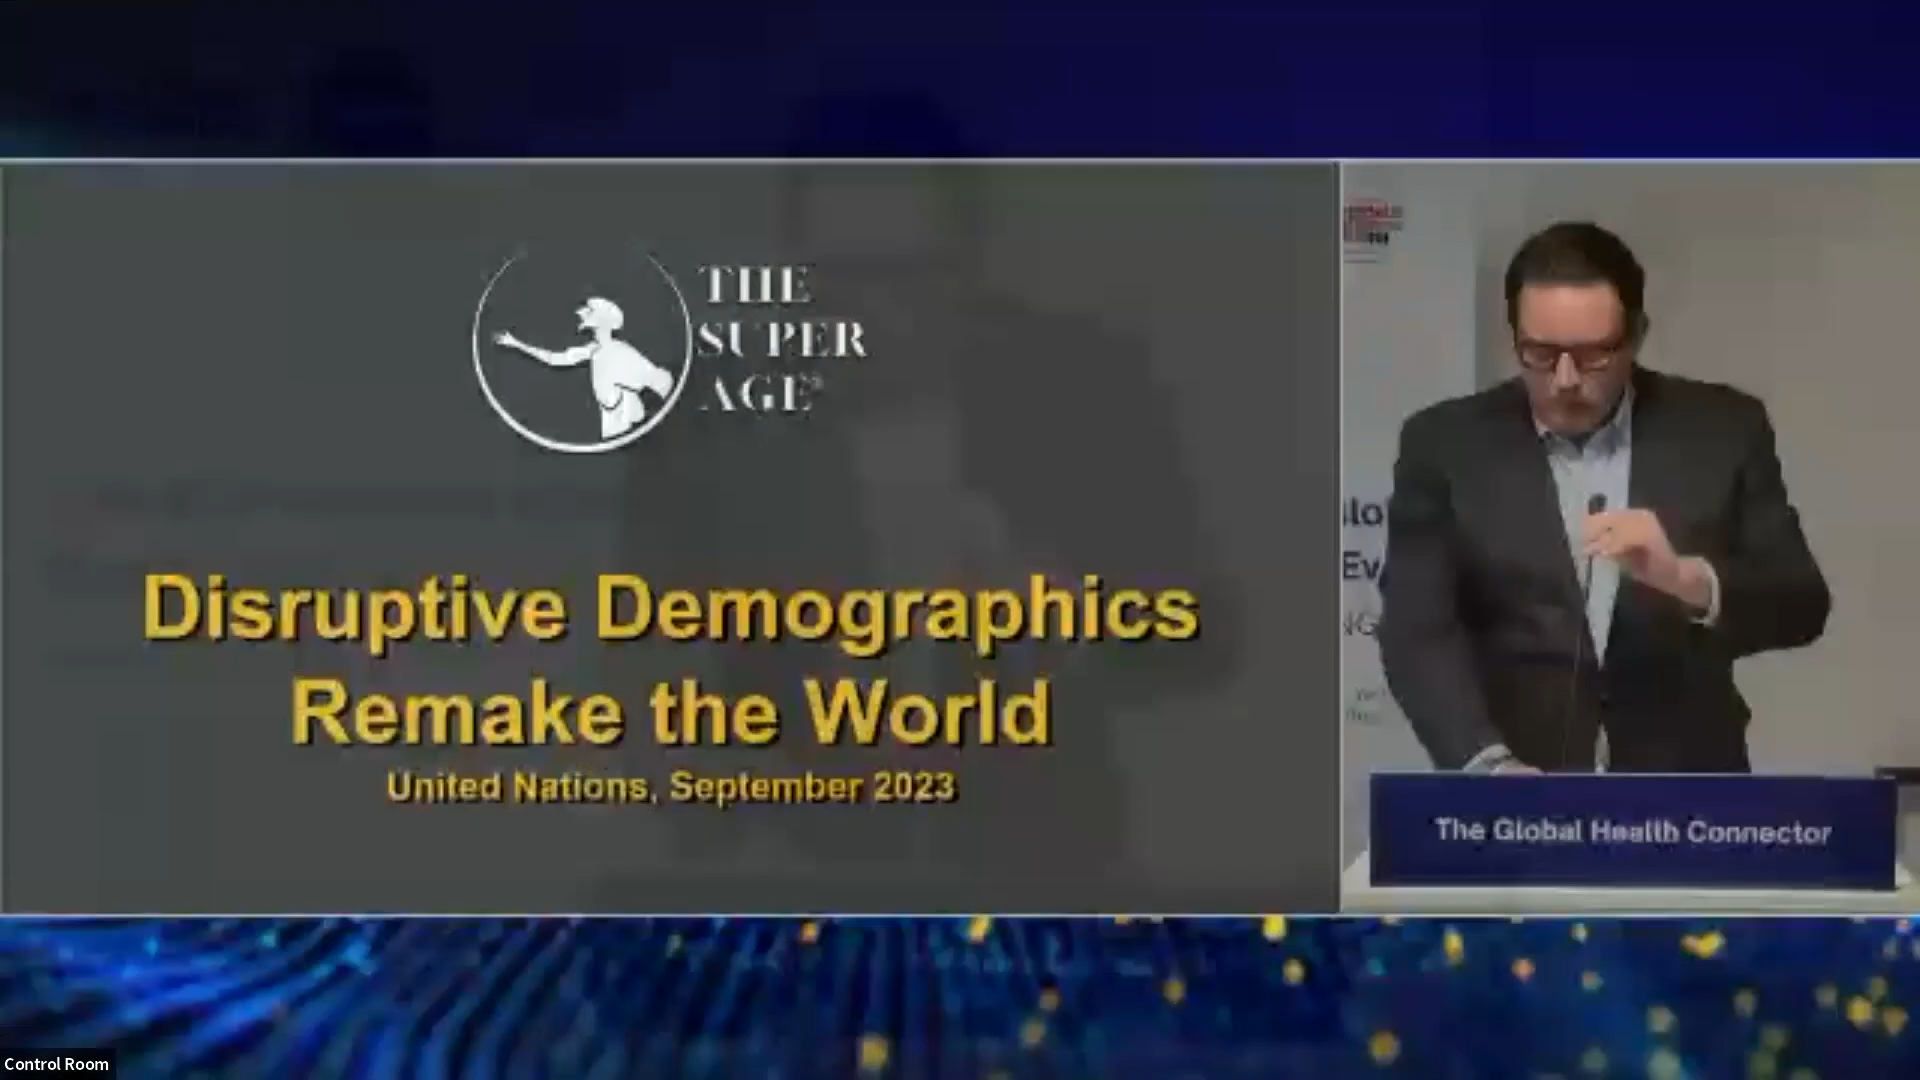 THE
SUPER
AGE®
Disruptive Demographics
Remake the World
United Nations, September 2023
The Global Health Connector
Control Room